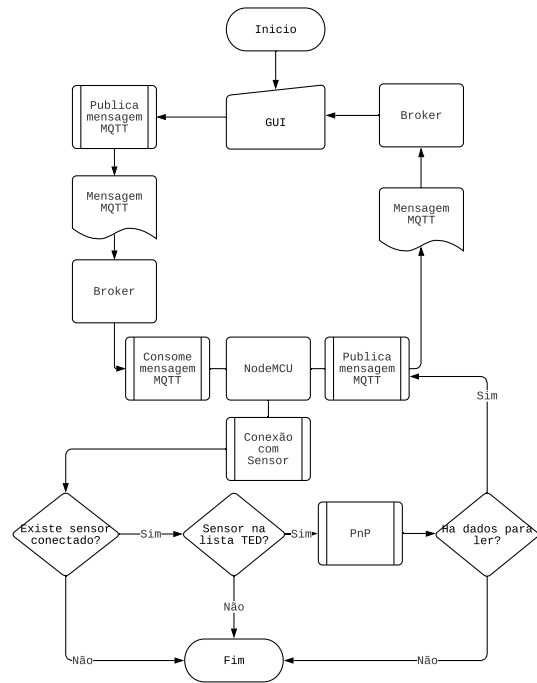 Inicio
Publica
mensagem
MQTT
GUI
Broker
Mensagem
MQTT
Mensagem
MQTT
Broker
Consome
mensagem
MQTT
NodeMCU
Publica
mensagem
MQTT
Sim
Conexão
com
Sensor
Existe sensor
conectado?
Sim
Sensor na
lista TED?
Sim
PnP
Ha dados para
ler?
Não
Não
Fim
Não